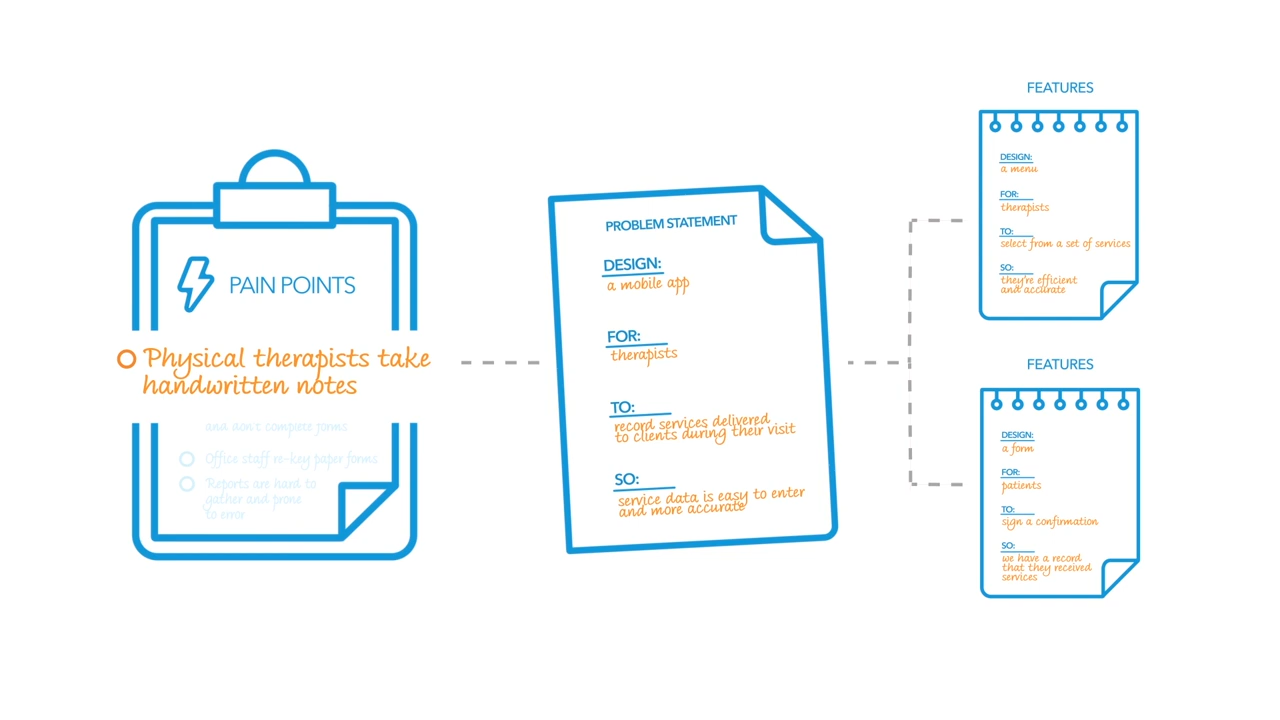 PAIN POINTS
Physical therapists take
handwritten notes
and don't complete forms
Office staff re-key paper forms
Reports are hard to
gather and prone
to error
PROBLEM STATEMENT
DESIGN:
a mobile app
FOR:
therapists
TO:
record services delivered
to clients during their visit
SO:
service data is easy to enter
and more accurate
FEATURES
DESIGN:
a menu
FOR:
therapists
TO:
select from a set of services
SO:
they're efficient
and accurate
FEATURES
DESIGN:
a form
FOR:
patients
TO:
sign a confirmation
SO:
we have a record
that they received
services